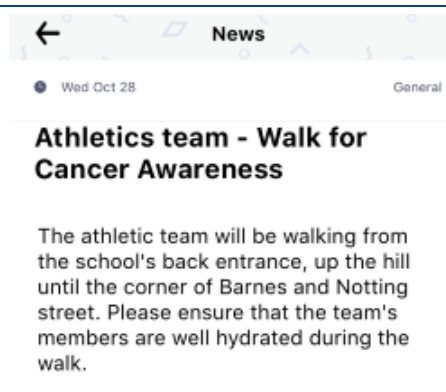 News
Wed Oct 28 General
Athletics team - Walk for
Cancer Awareness
The athletic team will be walking from
the school's back entrance, up the hill
until the corner of Barnes and Notting
street. Please ensure that the team's
members are well hydrated during the
walk.